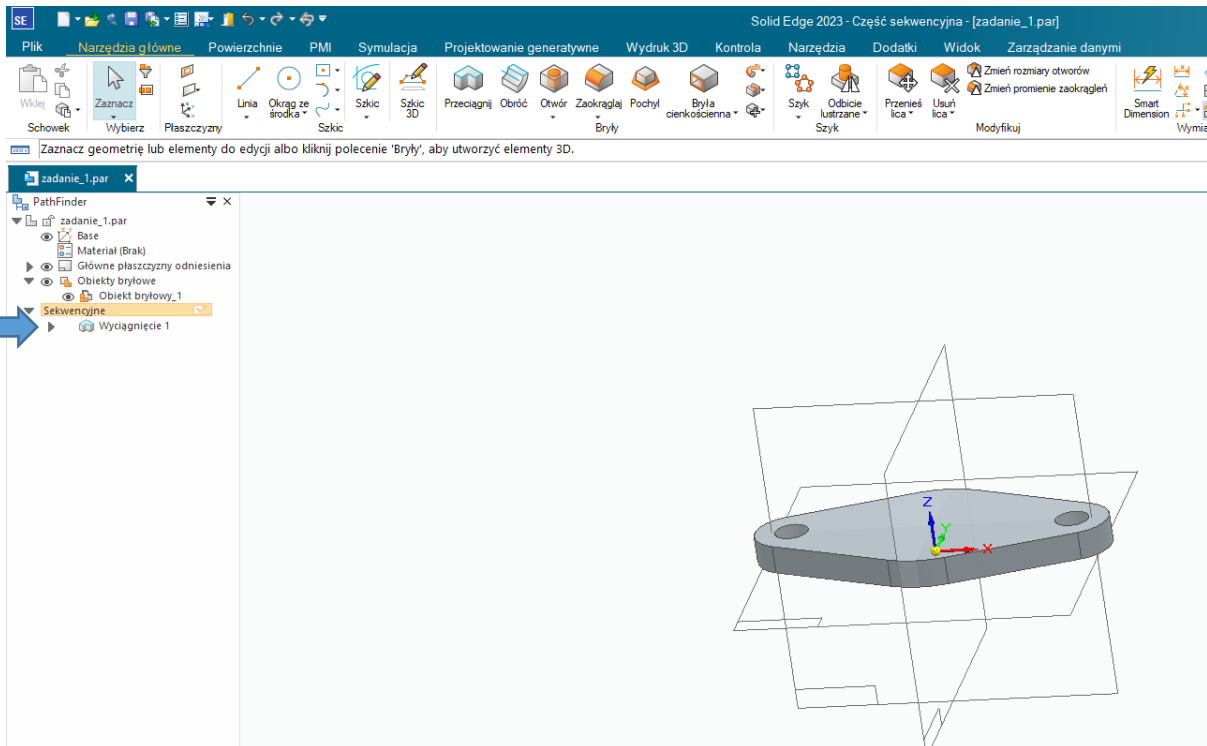 SE
Solid Edge 2023 - Część sekwencyjna - [zadanie_1.par]
Plik Narzędzia główne Powierzchnie PMI Symulacja Projektowanie generatywne Wydruk 3D Kontrola Narzędzia Dodatki Widok Zarządzanie danymi
Wklej
Zaznacz
Linia
Okrąg ze środka
Szkic
Szkic 3D
Przeciągnij
Obróć
Otwór
Zaokrąglaj
Pochyl
Bryła cienkościenna
Szyk
Odbicie lustrzane
Przenieś lica
Usuń lica
Zmień rozmiary otworów
Zmień promienie zaokrągleń
Smart Dimension
Schowek Wybierz Płaszczyzny Szkic Bryły Szyk Modyfikuj
Zaznacz geometrię lub elementy do edycji albo kliknij polecenie 'Bryły', aby utworzyć elementy 3D.
zadanie_1.par
PathFinder
zadanie_1.par
Base
Materiał (Brak)
Główne płaszczyzny odniesienia
Obiekty bryłowe
Obiekt bryłowy_1
Sekwencyjne
Wyciągnięcie 1
Z
Y
X